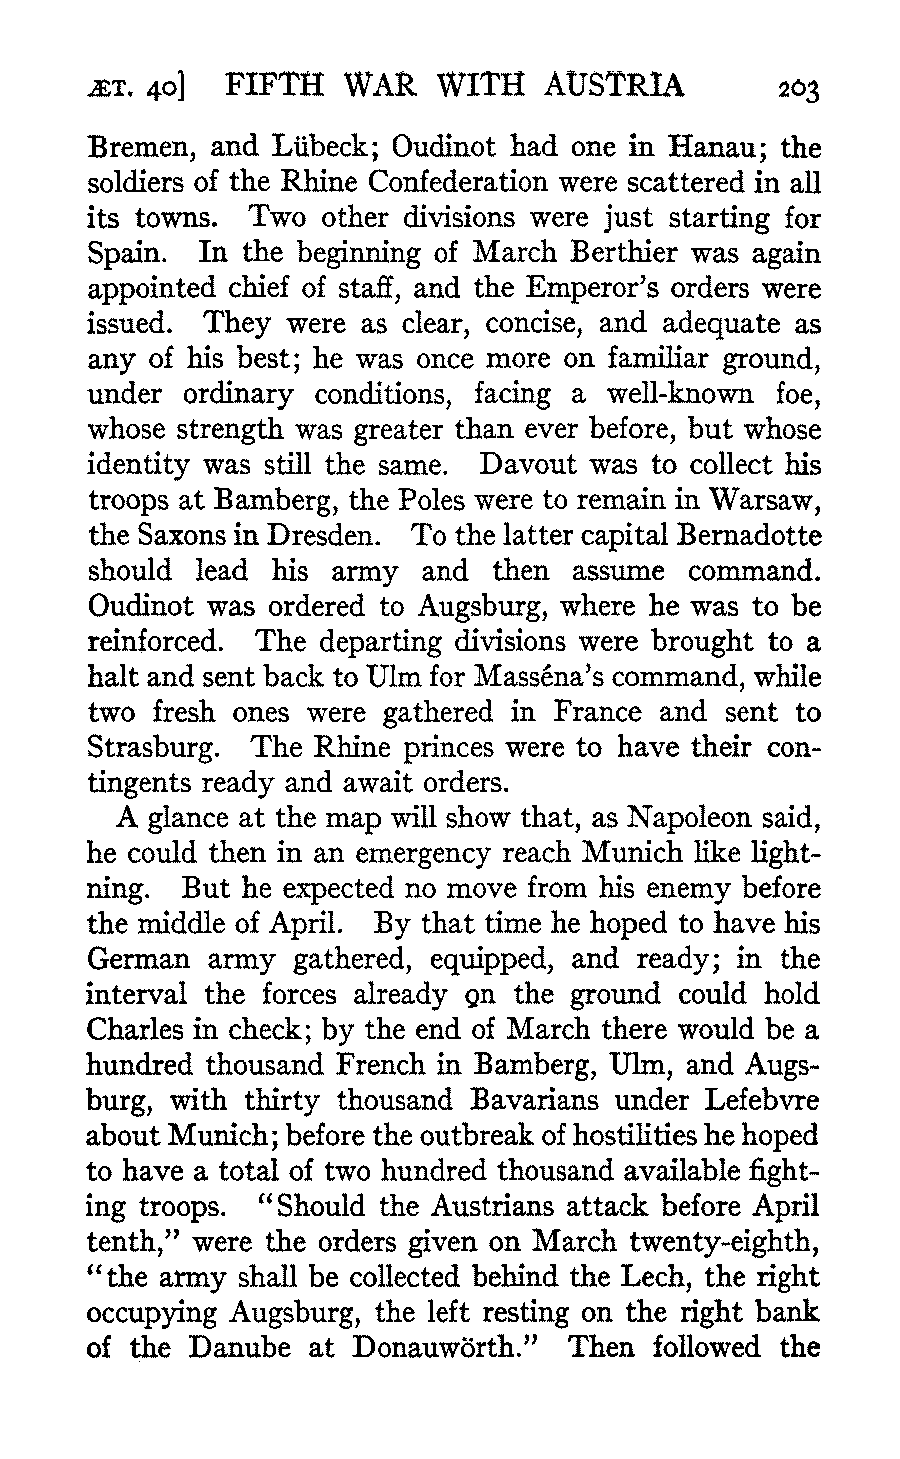 ÆT. 40] FIFTH WAR WITH AUSTRIA 203
Bremen, and Lübeck; Oudinot had one in Hanau; the
soldiers of the Rhine Confederation were scattered in all
its towns. Two other divisions were just starting for
Spain. In the beginning of March Berthier was again
appointed chief of staff, and the Emperor's orders were
issued. They were as clear, concise, and adequate as
any of his best; he was once more on familiar ground,
under ordinary conditions, facing a well-known foe,
whose strength was greater than ever before, but whose
identity was still the same. Davout was to collect his
troops at Bamberg, the Poles were to remain in Warsaw,
the Saxons in Dresden. To the latter capital Bernadotte
should lead his army and then assume command.
Oudinot was ordered to Augsburg, where he was to be
reinforced. The departing divisions were brought to a
halt and sent back to Ulm for Masséna's command, while
two fresh ones were gathered in France and sent to
Strasburg. The Rhine princes were to have their con-
tingents ready and await orders.
A glance at the map will show that, as Napoleon said,
he could then in an emergency reach Munich like light-
ning. But he expected no move from his enemy before
the middle of April. By that time he hoped to have his
German army gathered, equipped, and ready; in the
interval the forces already on the ground could hold
Charles in check; by the end of March there would be a
hundred thousand French in Bamberg, Ulm, and Augs-
burg, with thirty thousand Bavarians under Lefebvre
about Munich; before the outbreak of hostilities he hoped
to have a total of two hundred thousand available fight-
ing troops. "Should the Austrians attack before April
tenth," were the orders given on March twenty-eighth,
"the army shall be collected behind the Lech, the right
occupying Augsburg, the left resting on the right bank
of the Danube at Donauwörth." Then followed the